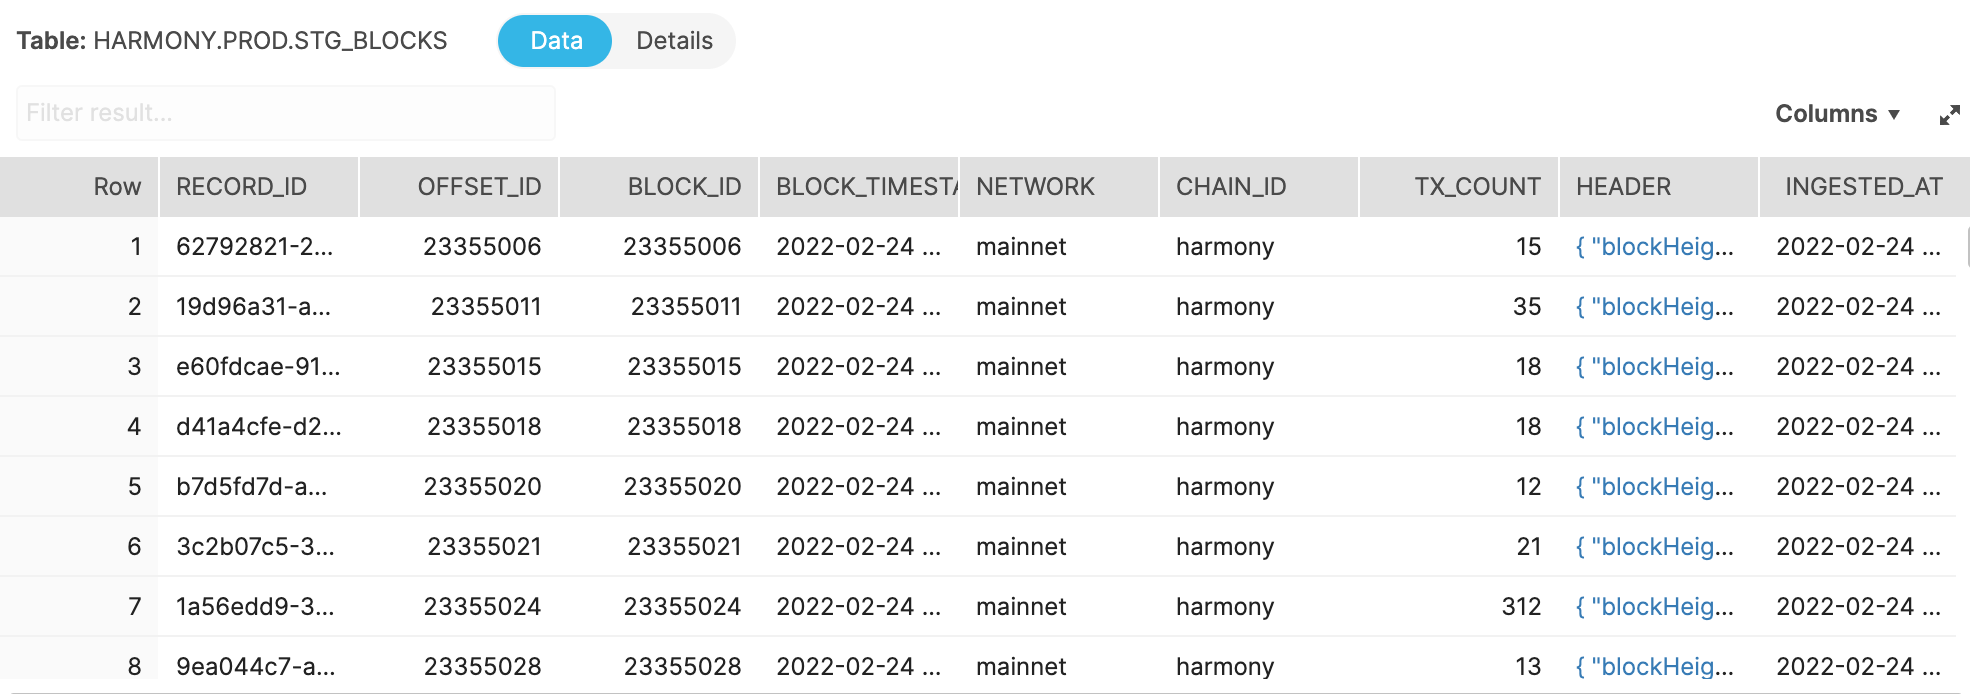 Table: HARMONY.PROD.STG_BLOCKS Data Details
Filter result...
Columns ▼
Row RECORD_ID OFFSET_ID BLOCK_ID BLOCK_TIMESTA NETWORK CHAIN_ID TX_COUNT HEADER INGESTED_AT
1 62792821-2... 23355006 23355006 2022-02-24 ... mainnet harmony 15 { "blockHeig... 2022-02-24 ...
2 19d96a31-a... 23355011 23355011 2022-02-24 ... mainnet harmony 35 { "blockHeig... 2022-02-24 ...
3 e60fdcae-91... 23355015 23355015 2022-02-24 ... mainnet harmony 18 { "blockHeig... 2022-02-24 ...
4 d41a4cfe-d2... 23355018 23355018 2022-02-24 ... mainnet harmony 18 { "blockHeig... 2022-02-24 ...
5 b7d5fd7d-a... 23355020 23355020 2022-02-24 ... mainnet harmony 12 { "blockHeig... 2022-02-24 ...
6 3c2b07c5-3... 23355021 23355021 2022-02-24 ... mainnet harmony 21 { "blockHeig... 2022-02-24 ...
7 1a56edd9-3... 23355024 23355024 2022-02-24 ... mainnet harmony 312 { "blockHeig... 2022-02-24 ...
8 9ea044c7-a... 23355028 23355028 2022-02-24 ... mainnet harmony 13 { "blockHeig... 2022-02-24 ...